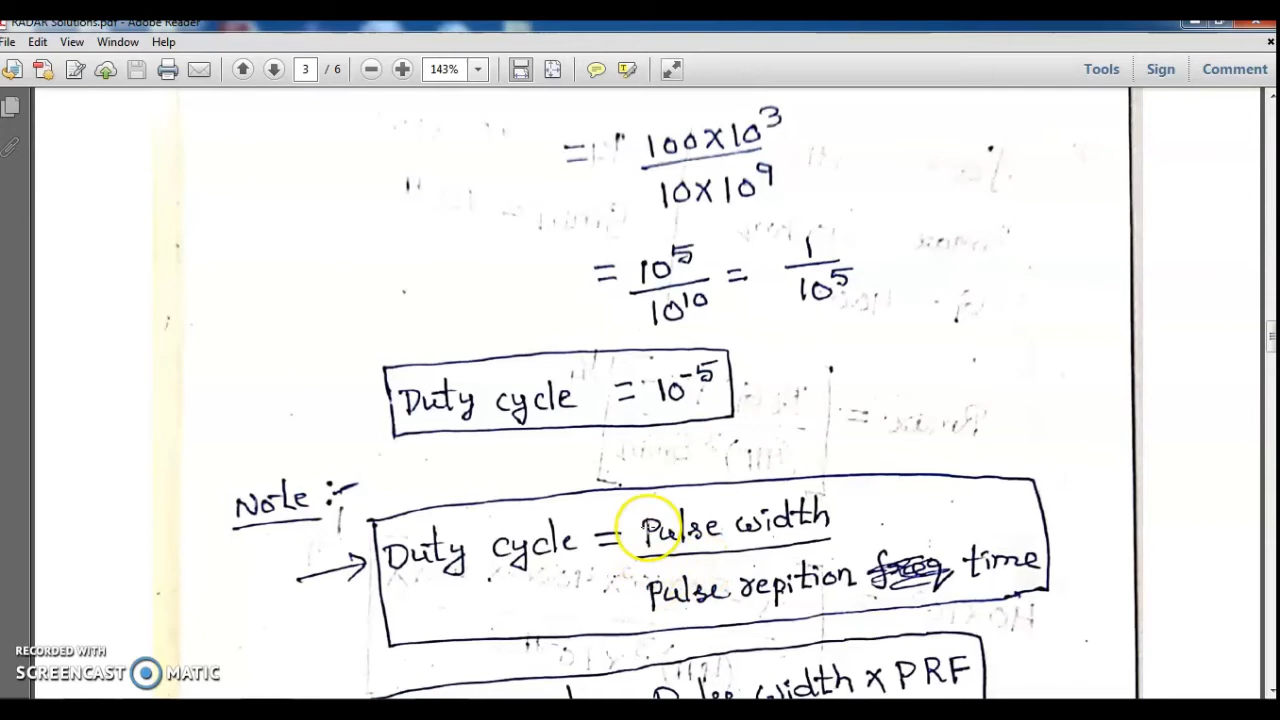 RADAR Solutions.pdf - Adobe Reader
File Edit View Window Help
3 / 6 143% Tools Sign Comment
= 100×10³
10×10⁹
= 10⁵ = 1
10¹⁰ 10⁵
Duty cycle = 10⁻⁵
Note :-
→ Duty cycle = Pulse width
Pulse repition time
Pulse width × PRF
RECORDED WITH
SCREENCAST MATIC